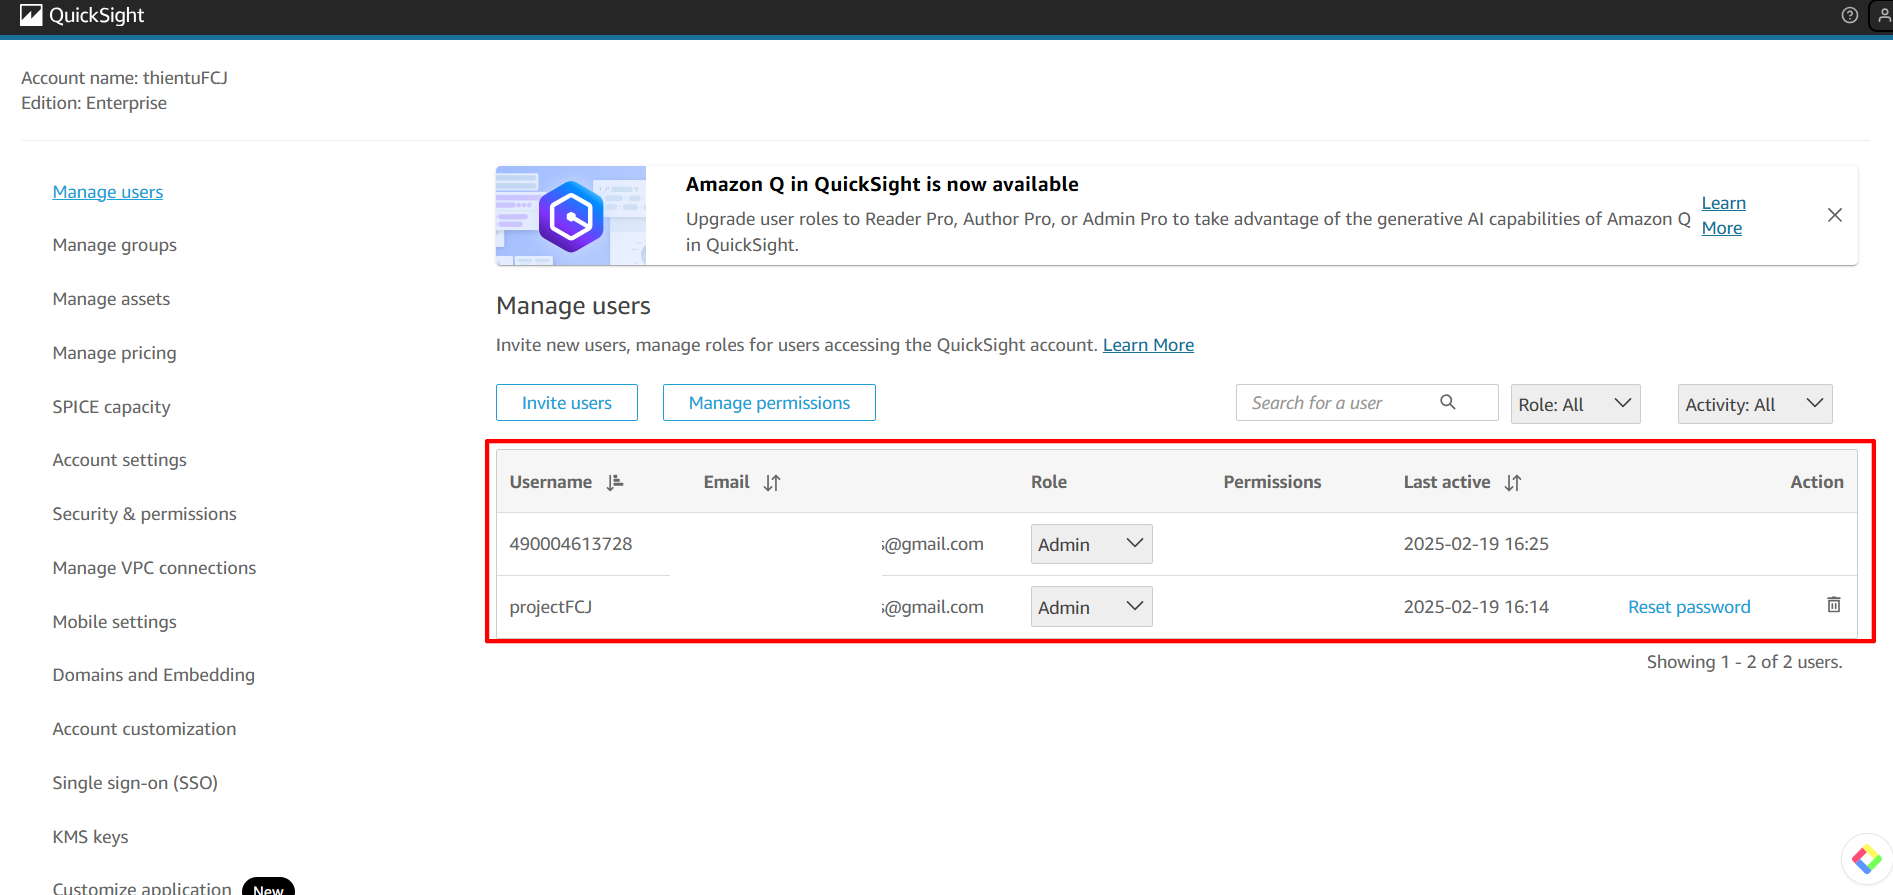 QuickSight
Account name: thientuFCJ
Edition: Enterprise
Manage users
Manage groups
Manage assets
Manage pricing
SPICE capacity
Account settings
Security & permissions
Manage VPC connections
Mobile settings
Domains and Embedding
Account customization
Single sign-on (SSO)
KMS keys
Customize application New
Amazon Q in QuickSight is now available
Upgrade user roles to Reader Pro, Author Pro, or Admin Pro to take advantage of the generative AI capabilities of Amazon Q
in QuickSight.
Learn
More
Manage users
Invite new users, manage roles for users accessing the QuickSight account. Learn More
Invite users Manage permissions Search for a user Role: All Activity: All
Username Email Role Permissions Last active Action
490004613728 @gmail.com Admin 2025-02-19 16:25
projectFCJ @gmail.com Admin 2025-02-19 16:14 Reset password
Showing 1 - 2 of 2 users.